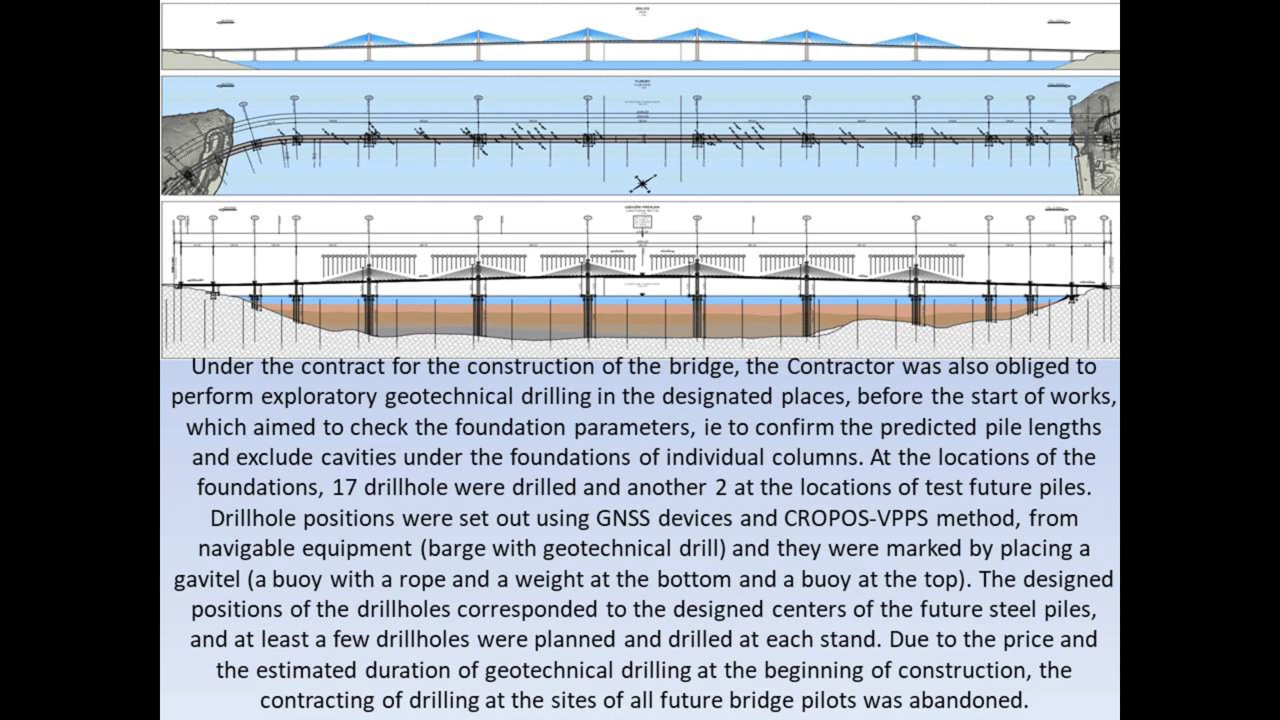 Under the contract for the construction of the bridge, the Contractor was also obliged to
perform exploratory geotechnical drilling in the designated places, before the start of works,
which aimed to check the foundation parameters, ie to confirm the predicted pile lengths
and exclude cavities under the foundations of individual columns. At the locations of the
foundations, 17 drillhole were drilled and another 2 at the locations of test future piles.
Drillhole positions were set out using GNSS devices and CROPOS-VPPS method, from
navigable equipment (barge with geotechnical drill) and they were marked by placing a
gavitel (a buoy with a rope and a weight at the bottom and a buoy at the top). The designed
positions of the drillholes corresponded to the designed centers of the future steel piles,
and at least a few drillholes were planned and drilled at each stand. Due to the price and
the estimated duration of geotechnical drilling at the beginning of construction, the
contracting of drilling at the sites of all future bridge pilots was abandoned.